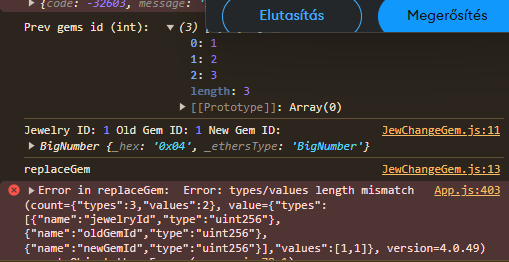 {code: -32603, message: '
Elutasítás
Megerősítés
Prev gems id (int):
(3)
0: 1
1: 2
2: 3
length: 3
[[Prototype]]: Array(0)
Jewelry ID: 1 Old Gem ID: 1 New Gem ID:
JewChangeGem.js:11
BigNumber {_hex: '0x04', _ethersType: 'BigNumber'}
replaceGem
JewChangeGem.js:13
Error in replaceGem: Error: types/values length mismatch
App.js:403
(count={"types":3,"values":2}, value={"types":
[{"name":"jewelryId","type":"uint256"},
{"name":"oldGemId","type":"uint256"},
{"name":"newGemId","type":"uint256"}],"values":[1,1]}, version=4.0.49)